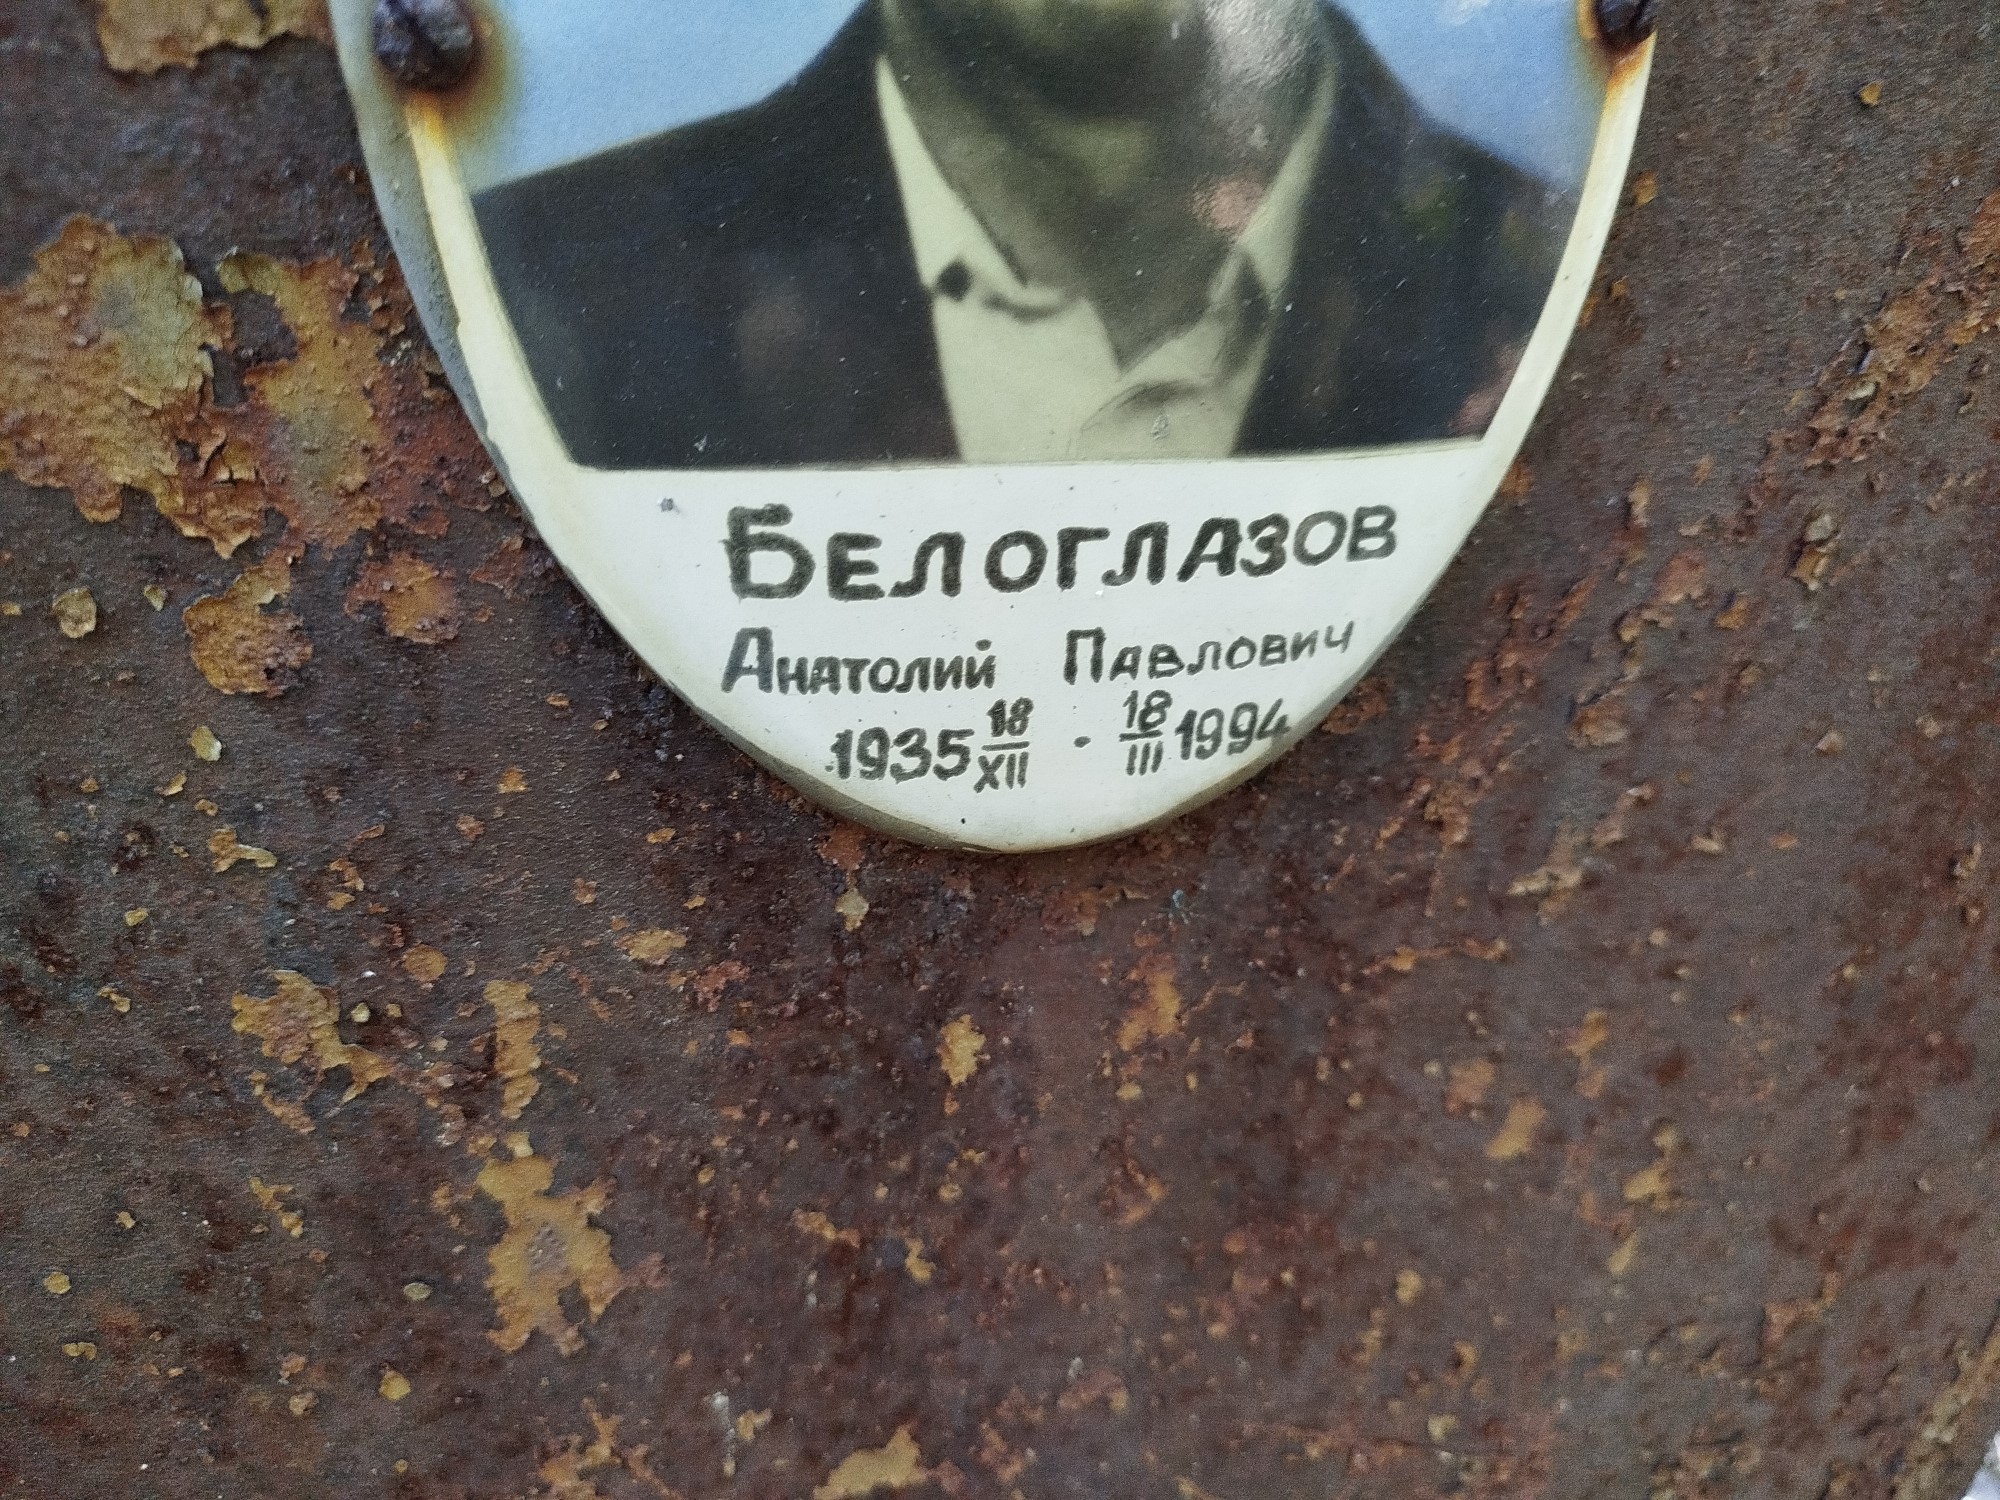 БЕЛОГЛАЗОВ
АНАТОЛИЙ ПАВЛОВИЧ
1935 18/XII - 18/III 1994